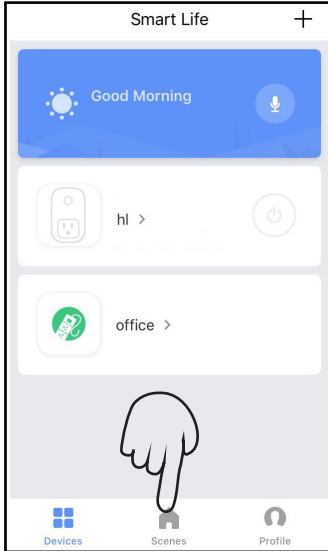 Smart Life
Good Morning
hl
office
Devices
Scenes
Profile